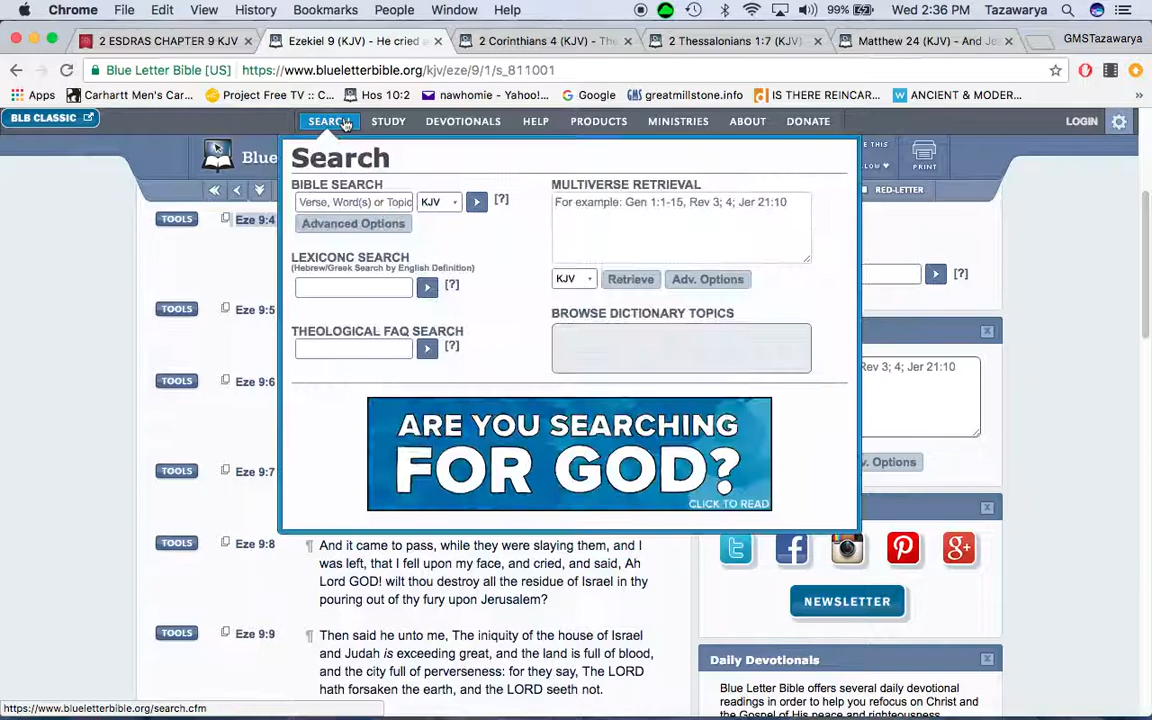 Chrome File Edit View History Bookmarks People Window Help 99% Wed 2:36 PM Tazawarya
2 ESDRAS CHAPTER 9 KJV × Ezekiel 9 (KJV) - He cried a × 2 Corinthians 4 (KJV) - The × 2 Thessalonians 1:7 (KJV) × Matthew 24 (KJV) - And Je × GMSTazawarya
Blue Letter Bible [US] https://www.blueletterbible.org/kjv/eze/9/1/s_811001
Apps Carhartt Men's Car... Project Free TV :: C... Hos 10:2 nawhomie - Yahoo!... Google greatmillstone.info IS THERE REINCAR... ANCIENT & MODER... »
BLB CLASSIC SEARCH STUDY DEVOTIONALS HELP PRODUCTS MINISTRIES ABOUT DONATE LOGIN
Blue
THIS
PRINT
RED-LETTER
Search
BIBLE SEARCH
Verse, Word(s) or Topic KJV [?]
Advanced Options
LEXICONC SEARCH
(Hebrew/Greek Search by English Definition)
[?]
THEOLOGICAL FAQ SEARCH
[?]
MULTIVERSE RETRIEVAL
For example: Gen 1:1-15, Rev 3; 4; Jer 21:10
KJV Retrieve Adv. Options
BROWSE DICTIONARY TOPICS
ARE YOU SEARCHING
FOR GOD?
CLICK TO READ
[?]
Rev 3; 4; Jer 21:10
v. Options
TOOLS Eze 9:4
TOOLS Eze 9:5
TOOLS Eze 9:6
TOOLS Eze 9:7
TOOLS Eze 9:8 ¶ And it came to pass, while they were slaying them, and I
was left, that I fell upon my face, and cried, and said, Ah
Lord GOD! wilt thou destroy all the residue of Israel in thy
pouring out of thy fury upon Jerusalem?
TOOLS Eze 9:9 ¶ Then said he unto me, The iniquity of the house of Israel
and Judah is exceeding great, and the land is full of blood,
and the city full of perverseness: for they say, The LORD
hath forsaken the earth, and the LORD seeth not.
NEWSLETTER
Daily Devotionals
Blue Letter Bible offers several daily devotional
readings in order to help you refocus on Christ and
the Gospel of His peace and righteousness.
https://www.blueletterbible.org/search.cfm